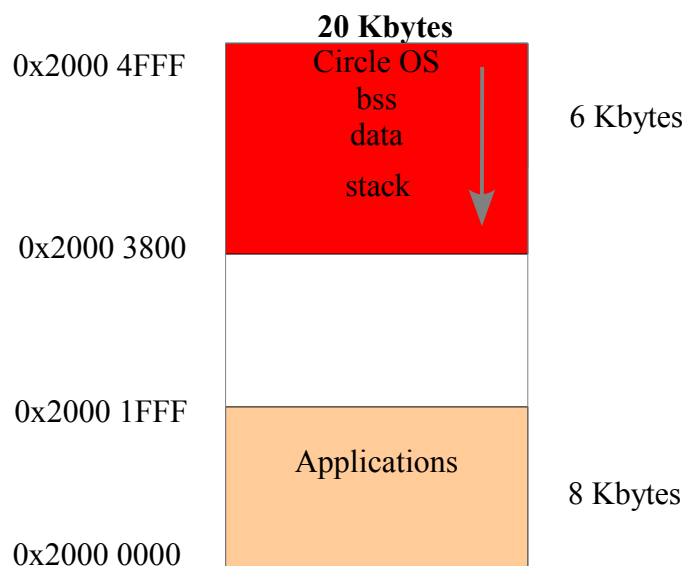 20 Kbytes
0x2000 4FFF
Circle OS
bss
data
stack
6 Kbytes
0x2000 3800
0x2000 1FFF
Applications
8 Kbytes
0x2000 0000